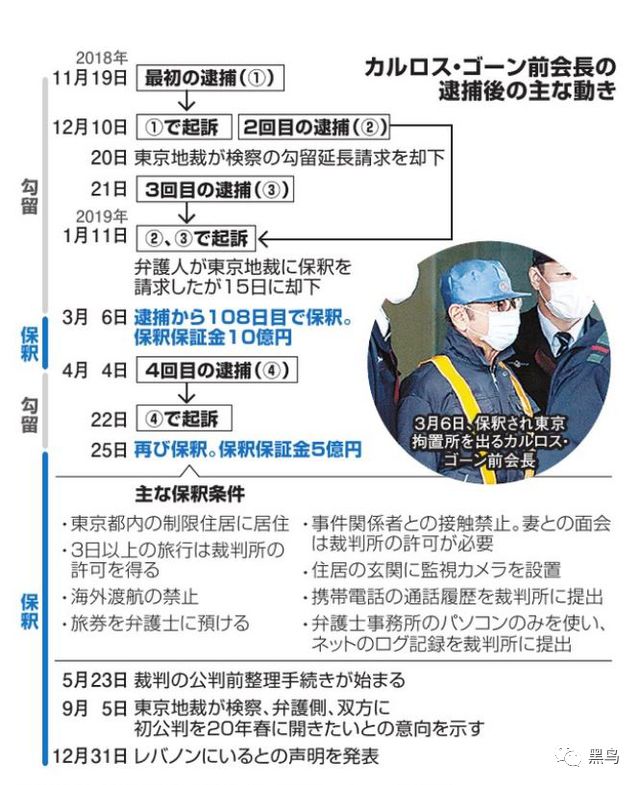 カルロス・ゴーン前会長の
逮捕後の主な動き
2018年
11月19日 最初の逮捕(①)
12月10日 ①で起訴 2回目の逮捕(②)
20日 東京地裁が検察の勾留延長請求を却下
21日 3回目の逮捕(③)
2019年
1月11日 ②、③で起訴
弁護人が東京地裁に保釈を
請求したが15日に却下
勾留
3月 6日 逮捕から108日目で保釈。
保釈保証金10億円
保釈
4月 4日 4回目の逮捕(④)
22日 ④で起訴
勾留
25日 再び保釈。保釈保証金5億円
3月6日、保釈され東京
拘置所を出るカルロス・
ゴーン前会長
主な保釈条件
・東京都内の制限住居に居住
・3日以上の旅行は裁判所の
許可を得る
・海外渡航の禁止
・旅券を弁護士に預ける
・事件関係者との接触禁止。妻との面会
は裁判所の許可が必要
・住居の玄関に監視カメラを設置
・携帯電話の通話履歴を裁判所に提出
・弁護士事務所のパソコンのみを使い、
ネットのログ記録を裁判所に提出
保釈
5月23日 裁判の公判前整理手続きが始まる
9月 5日 東京地裁が検察、弁護側、双方に
初公判を20年春に開きたいとの意向を示す
12月31日 レバノンにいるとの声明を発表
黑鸟